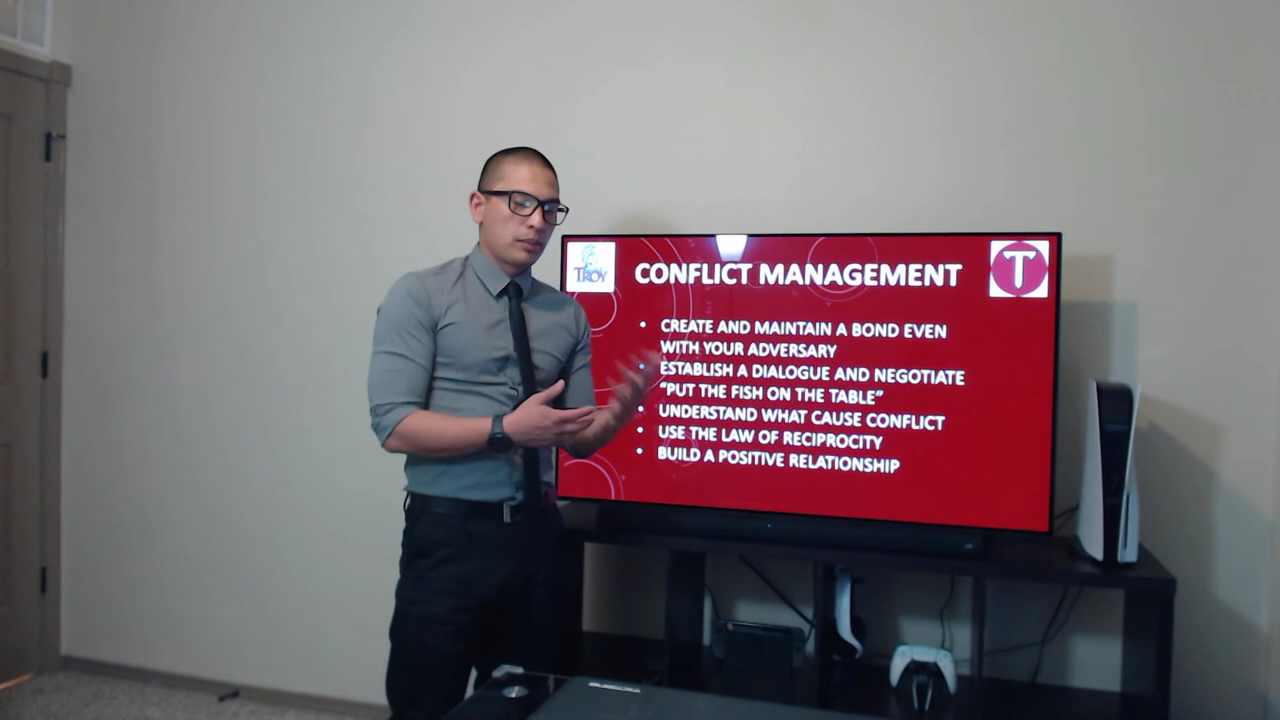 TROY
CONFLICT MANAGEMENT
T
• CREATE AND MAINTAIN A BOND EVEN
WITH YOUR ADVERSARY
• ESTABLISH A DIALOGUE AND NEGOTIATE
“PUT THE FISH ON THE TABLE”
• UNDERSTAND WHAT CAUSE CONFLICT
• USE THE LAW OF RECIPROCITY
• BUILD A POSITIVE RELATIONSHIP